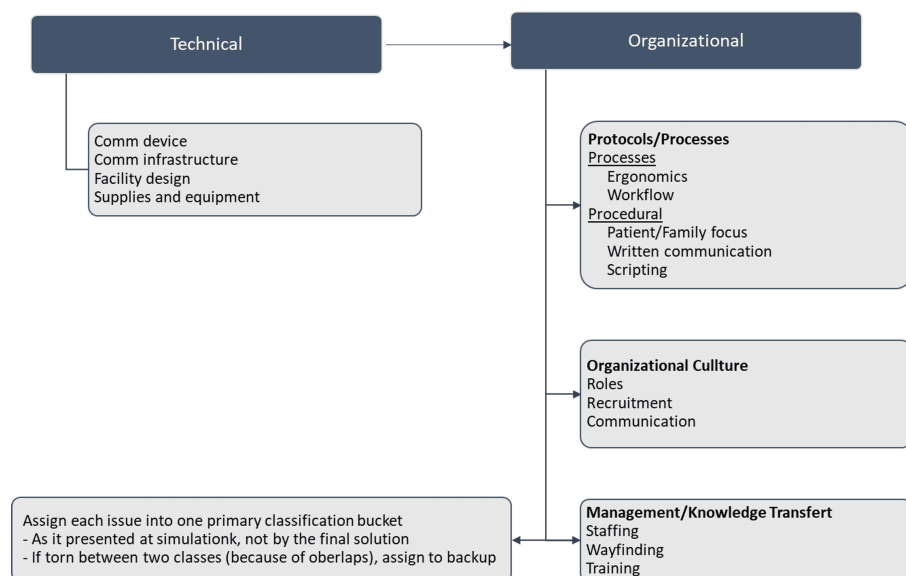 Technical
Organizational
Comm device
Comm infrastructure
Facility design
Supplies and equipment
Protocols/Processes
Processes
Ergonomics
Workflow
Procedural
Patient/Family focus
Written communication
Scripting
Organizational Cullture
Roles
Recruitment
Communication
Assign each issue into one primary classification bucket
- As it presented at simulationk, not by the final solution
- If torn between two classes (because of oberlaps), assign to backup
Management/Knowledge Transfert
Staffing
Wayfinding
Training